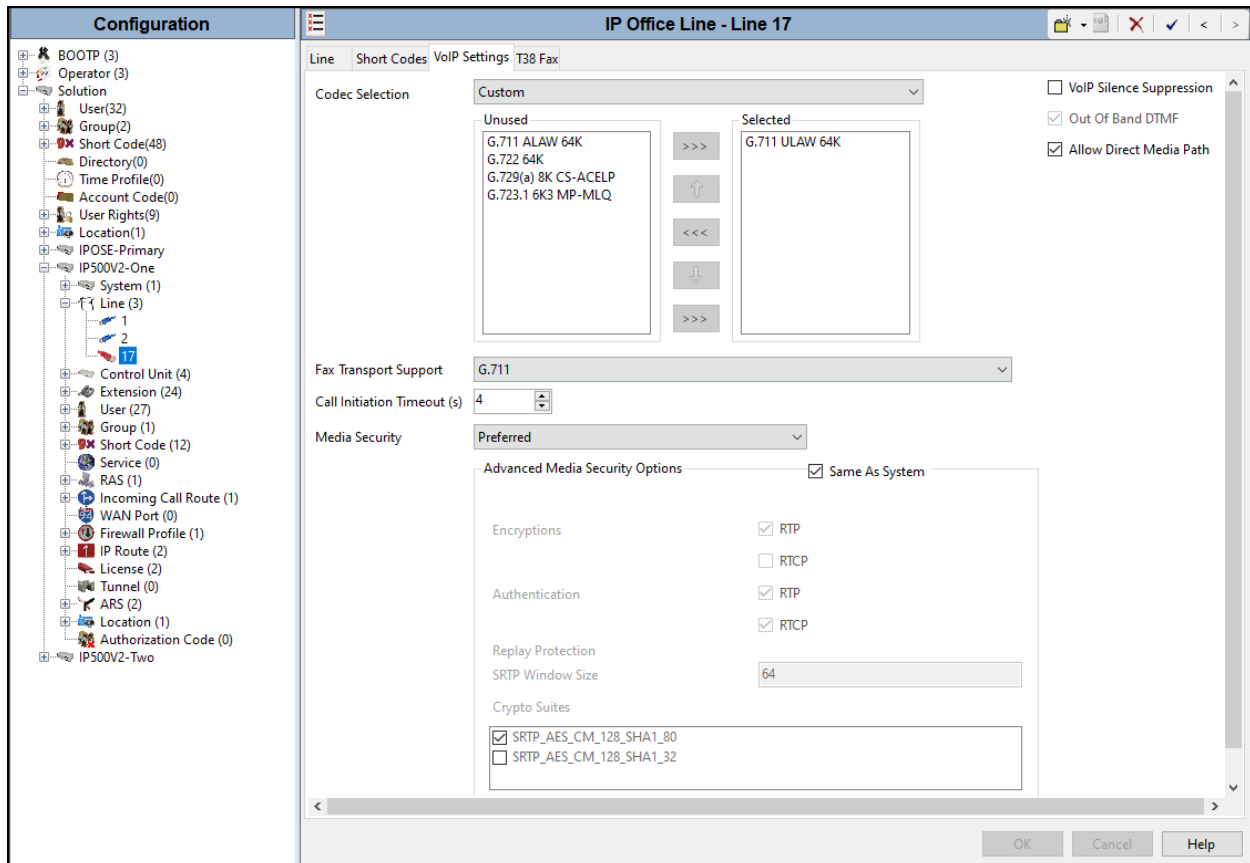 Configuration
BOOTP (3)
Operator (3)
Solution
User(32)
Group(2)
Short Code(48)
Directory(0)
Time Profile(0)
Account Code(0)
User Rights(9)
Location(1)
IPOSE-Primary
IP500V2-One
System (1)
Line (3)
1
2
17
Control Unit (4)
Extension (24)
User (27)
Group (1)
Short Code (12)
Service (0)
RAS (1)
Incoming Call Route (1)
WAN Port (0)
Firewall Profile (1)
IP Route (2)
License (2)
Tunnel (0)
ARS (2)
Location (1)
Authorization Code (0)
IP500V2-Two
IP Office Line - Line 17
Line Short Codes VoIP Settings T38 Fax
Codec Selection Custom
Unused
G.711 ALAW 64K
G.722 64K
G.729(a) 8K CS-ACELP
G.723.1 6K3 MP-MLQ
>>>
<<<
>>>
Selected
G.711 ULAW 64K
VoIP Silence Suppression
Out Of Band DTMF
Allow Direct Media Path
Fax Transport Support G.711
Call Initiation Timeout (s) 4
Media Security Preferred
Advanced Media Security Options Same As System
Encryptions RTP
RTCP
Authentication RTP
RTCP
Replay Protection
SRTP Window Size 64
Crypto Suites
SRTP_AES_CM_128_SHA1_80
SRTP_AES_CM_128_SHA1_32
OK Cancel Help